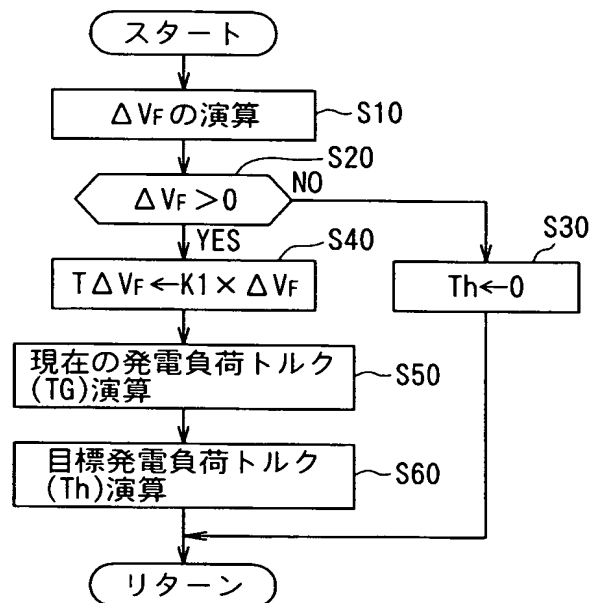 スタート
ΔVFの演算
S10
S20
ΔVF>0
NO
YES
S40
S30
TΔVF←K1×ΔVF
Th←0
現在の発電負荷トルク
(TG)演算
S50
目標発電負荷トルク
(Th)演算
S60
リターン